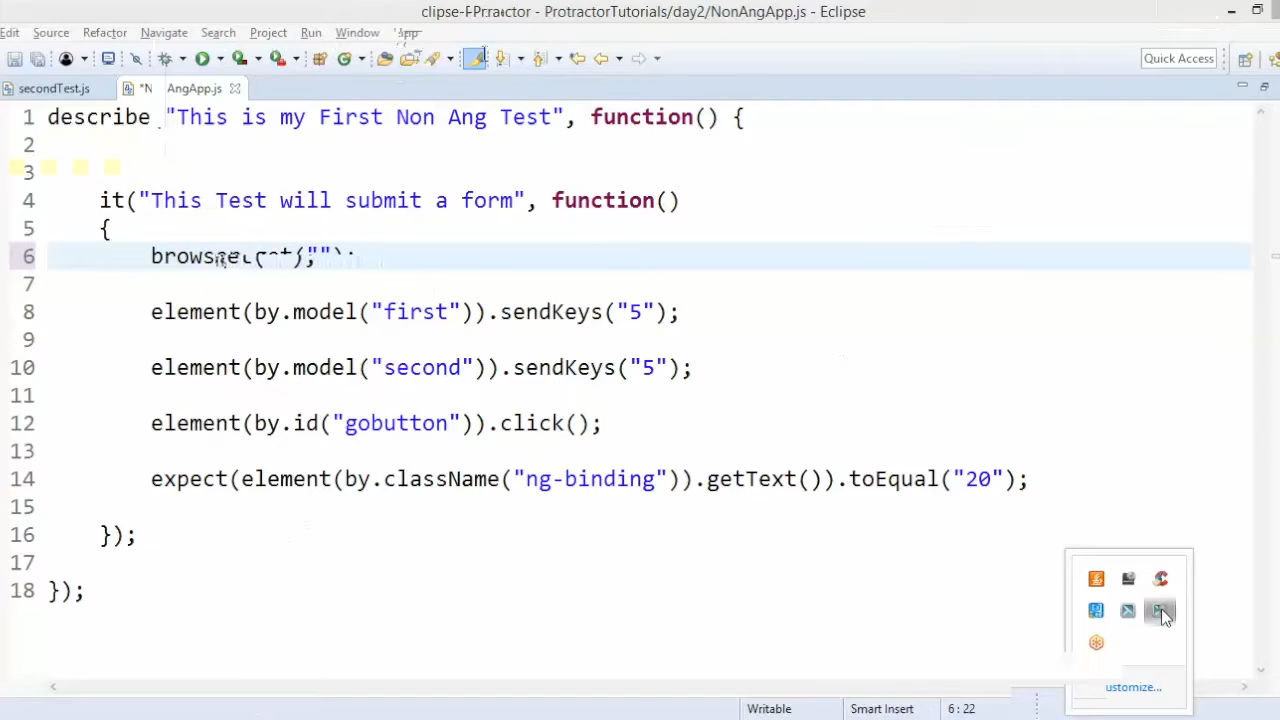 clipse-FP:ractor - ProtractorTutorials/day2/NonAngApp.js - Eclipse
Edit Source Refactor Navigate Search Project Run Window
Quick Access
secondTest.js *N AngApp.js
1 describe "This is my First Non Ang Test", function() {
2
3
4 it("This Test will submit a form", function()
5 {
6
7
8 element(by.model("first")).sendKeys("5");
9
10 element(by.model("second")).sendKeys("5");
11
12 element(by.id("gobutton")).click();
13
14 expect(element(by.className("ng-binding")).getText()).toEqual("20");
15
16 });
17
18 });
ustomize...
Writable Smart Insert 6 : 22